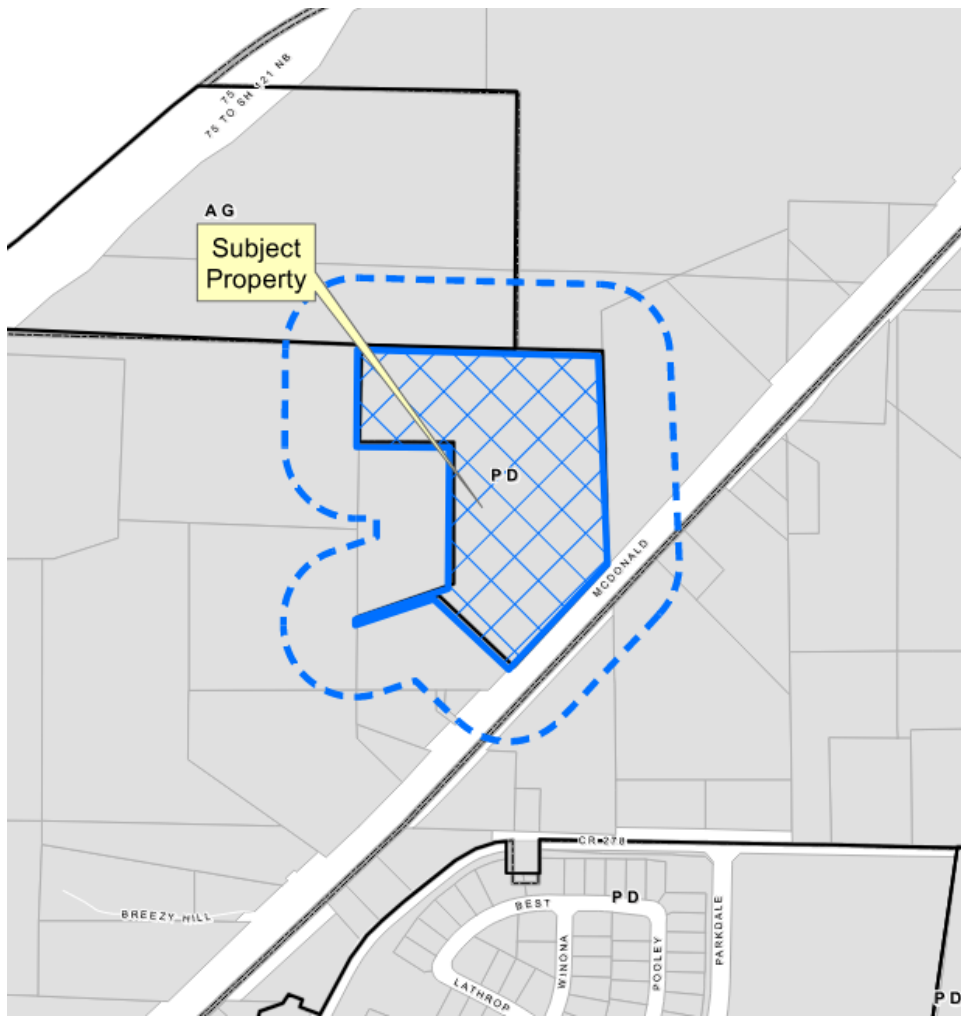 75
75 TO SH 121 NB
AG
Subject
Property
PD
MCDONALD
CR 278
BREEZY HILL
BEST
PD
WINONA
POOLEY
PARKDALE
LATHROP
PD